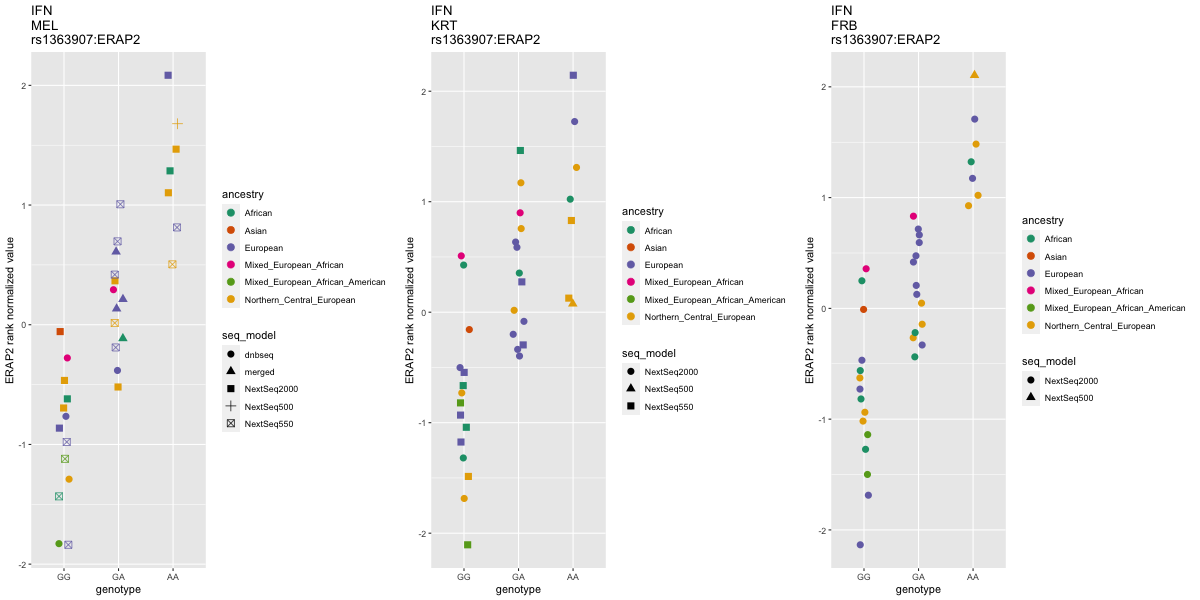 IFN
MEL
rs1363907:ERAP2
ERAP2 rank normalized value
2
1
0
-1
-2
GG
GA
AA
genotype
ancestry
African
Asian
European
Mixed_European_African
Mixed_European_African_American
Northern_Central_European
seq_model
dnbseq
merged
NextSeq2000
NextSeq500
NextSeq550
IFN
KRT
rs1363907:ERAP2
ERAP2 rank normalized value
2
1
0
-1
-2
GG
GA
AA
genotype
ancestry
African
Asian
European
Mixed_European_African
Mixed_European_African_American
Northern_Central_European
seq_model
NextSeq2000
NextSeq500
NextSeq550
IFN
FRB
rs1363907:ERAP2
ERAP2 rank normalized value
2
1
0
-1
-2
GG
GA
AA
genotype
ancestry
African
Asian
European
Mixed_European_African
Mixed_European_African_American
Northern_Central_European
seq_model
NextSeq2000
NextSeq500